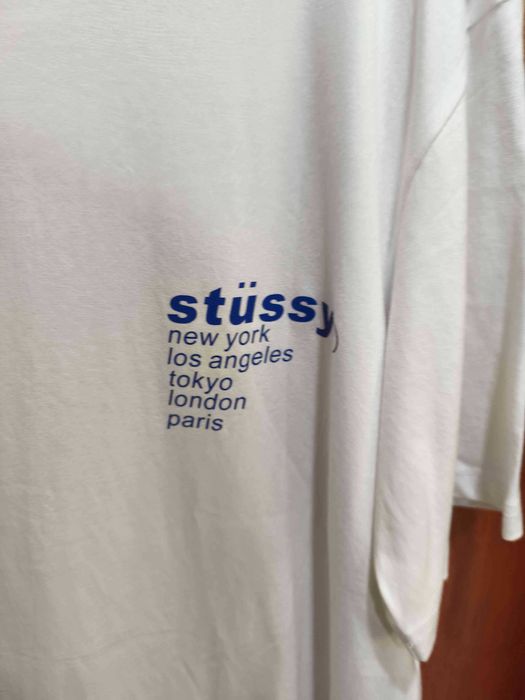 stüssy
new york
los angeles
tokyo
london
paris